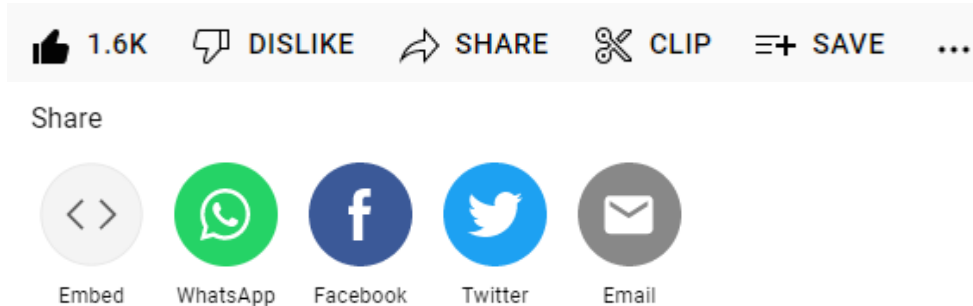 1.6K DISLIKE SHARE CLIP SAVE ...
Share
Embed WhatsApp Facebook Twitter Email